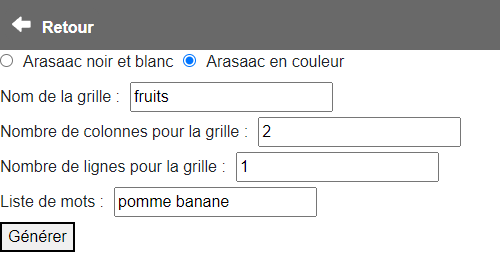 Retour
Arasaac noir et blanc Arasaac en couleur
Nom de la grille : fruits
Nombre de colonnes pour la grille : 2
Nombre de lignes pour la grille : 1
Liste de mots : pomme banane
Générer